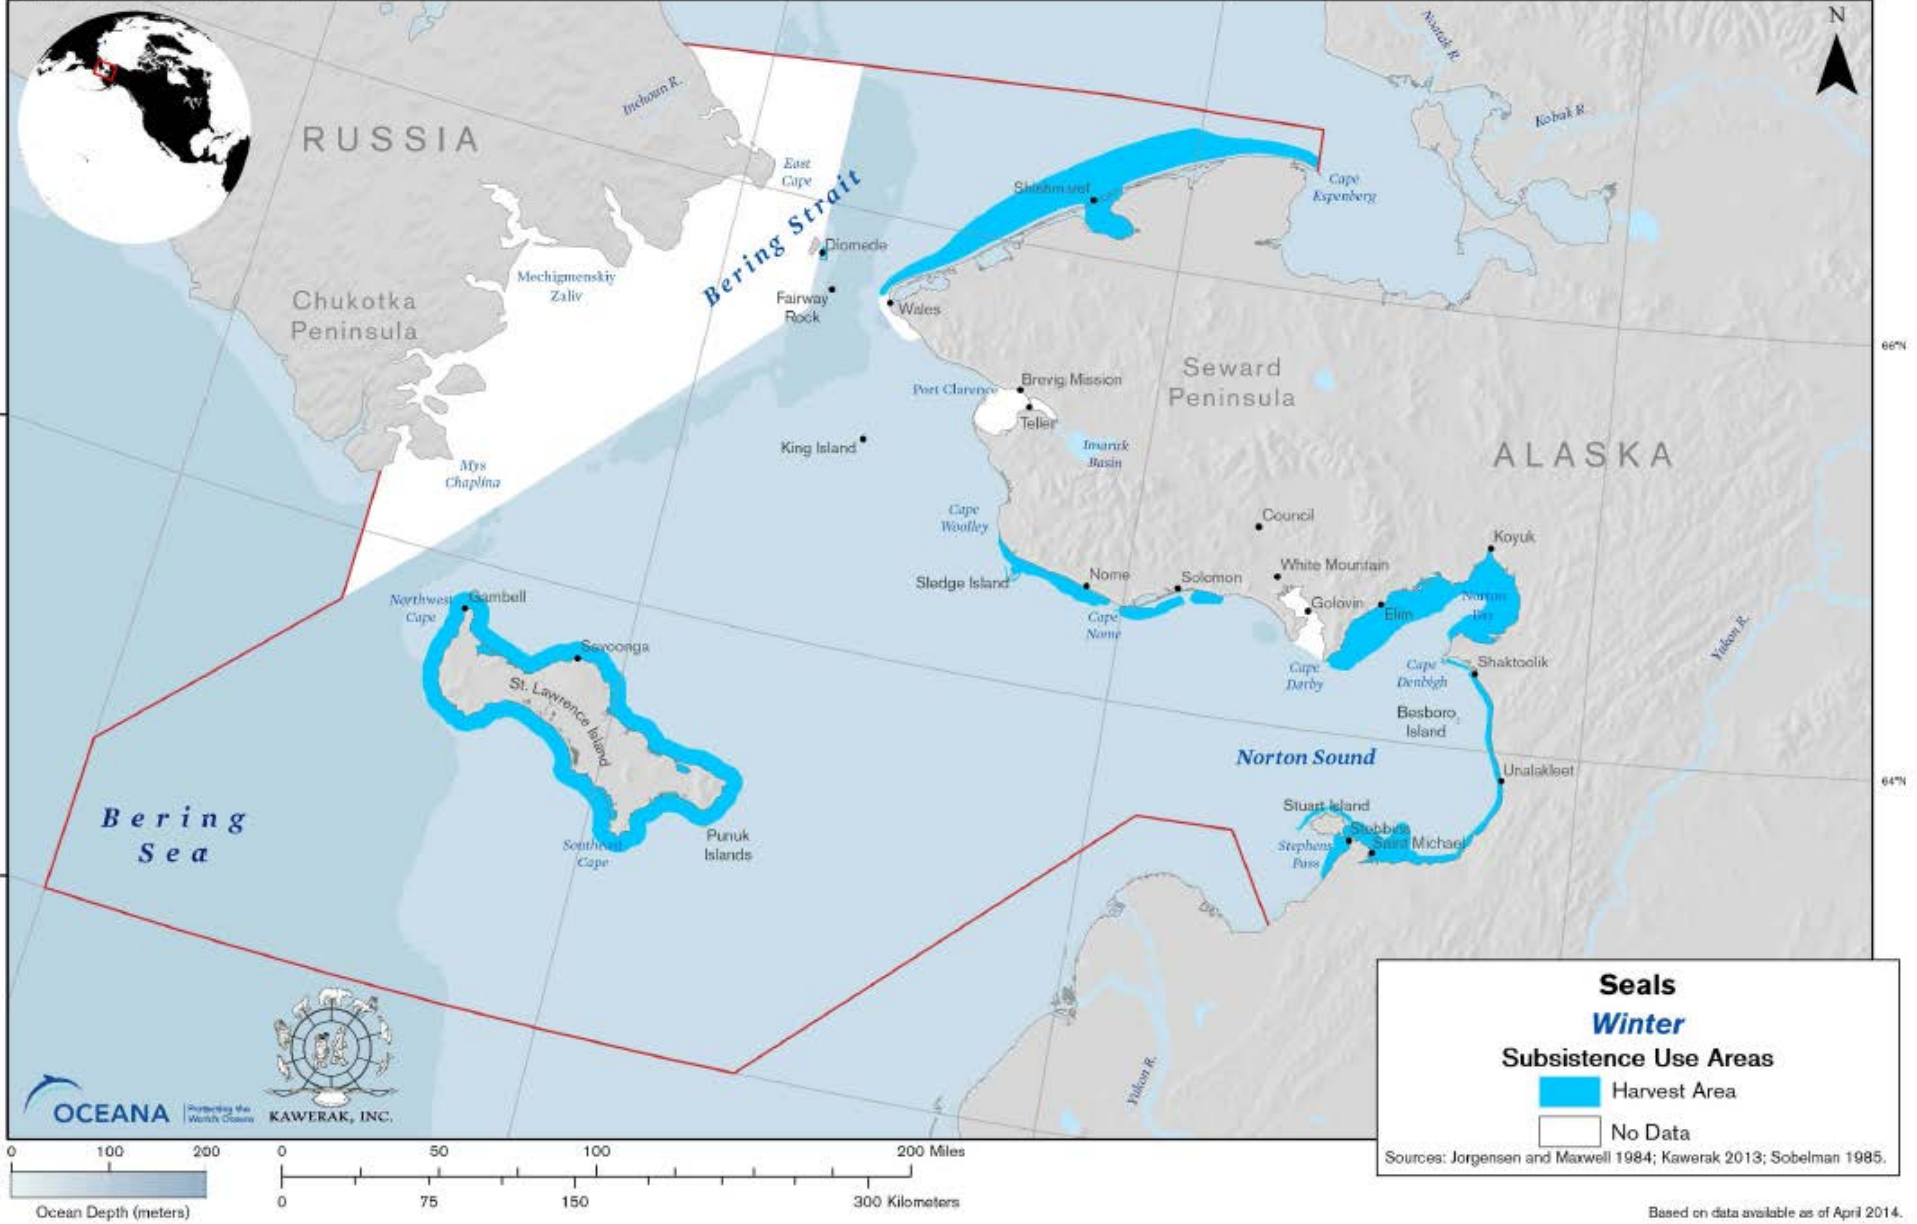 N
Noatak R.
Kobuk R.
Inchoun R.
RUSSIA
East
Cape
Bering Strait
Shishmaref
Cape
Espenberg
Diomede
Mechigmenskiy
Zaliv
Fairway
Rock
Chukotka
Peninsula
Wales
66°N
Seward
Peninsula
Port Clarence
Brevig Mission
Teller
King Island
Imuruk
Basin
ALASKA
Mys
Chaplina
Cape
Woolley
Council
Koyuk
White Mountain
Sledge Island
Nome
Solomon
Golovin
Elim
Norton
Bay
Northwest
Cape
Gambell
Cape
Nome
Yukon R.
Savoonga
Cape
Darby
Cape
Denbigh
Shaktoolik
St. Lawrence Island
Besboro
Island
Norton Sound
Unalakleet
64°N
Bering
Sea
Stuart Island
Stebbins
Saint Michael
Stephens
Pass
Punuk
Islands
Southeast
Cape
Yukon R.
Seals
Winter
Subsistence Use Areas
Harvest Area
No Data
Sources: Jorgensen and Maxwell 1984; Kawerak 2013; Sobelman 1985.
OCEANA
Protecting the
World's Oceans
KAWERAK, INC.
0 100 200
Ocean Depth (meters)
0 50 100 200 Miles
0 75 150 300 Kilometers
Based on data available as of April 2014.